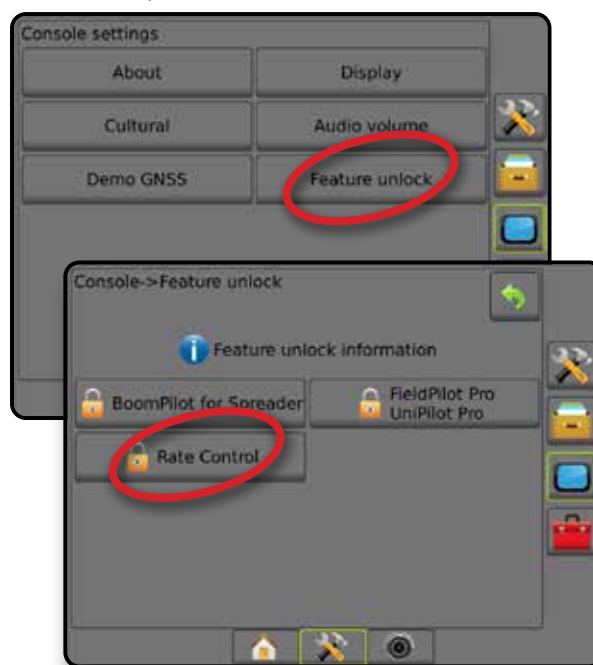 Console settings
About
Display
Cultural
Audio volume
Demo GNSS
Feature unlock
Console->Feature unlock
Feature unlock information
BoomPilot for Spreader
FieldPilot Pro
UniPilot Pro
Rate Control